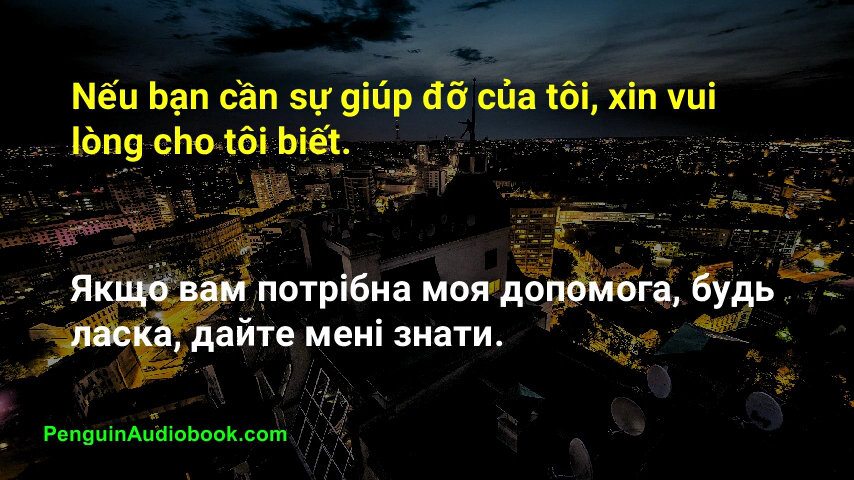 Nếu bạn cần sự giúp đỡ của tôi, xin vui
lòng cho tôi biết.
Якщо вам потрібна моя допомога, будь
ласка, дайте мені знати.
PenguinAudiobook.com